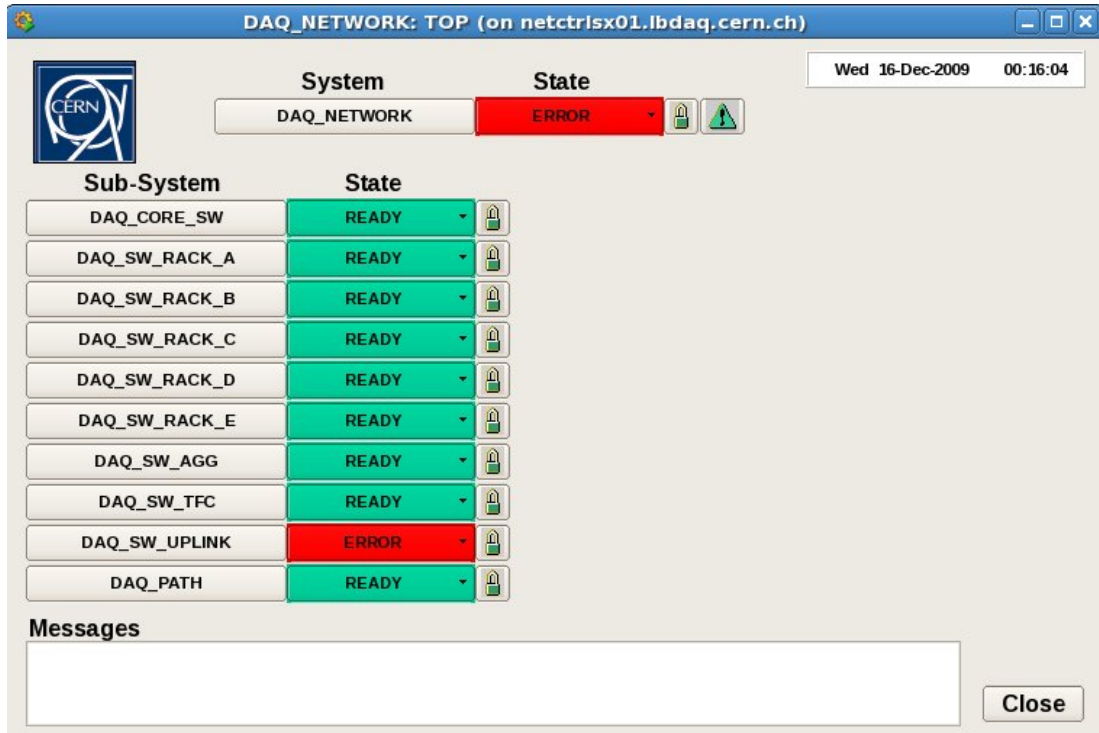 DAQ_NETWORK: TOP (on netctrlsx01.lbdaq.cern.ch)
Wed 16-Dec-2009 00:16:04
CERN
System State
DAQ_NETWORK ERROR
Sub-System State
DAQ_CORE_SW READY
DAQ_SW_RACK_A READY
DAQ_SW_RACK_B READY
DAQ_SW_RACK_C READY
DAQ_SW_RACK_D READY
DAQ_SW_RACK_E READY
DAQ_SW_AGG READY
DAQ_SW_TFC READY
DAQ_SW_UPLINK ERROR
DAQ_PATH READY
Messages
Close